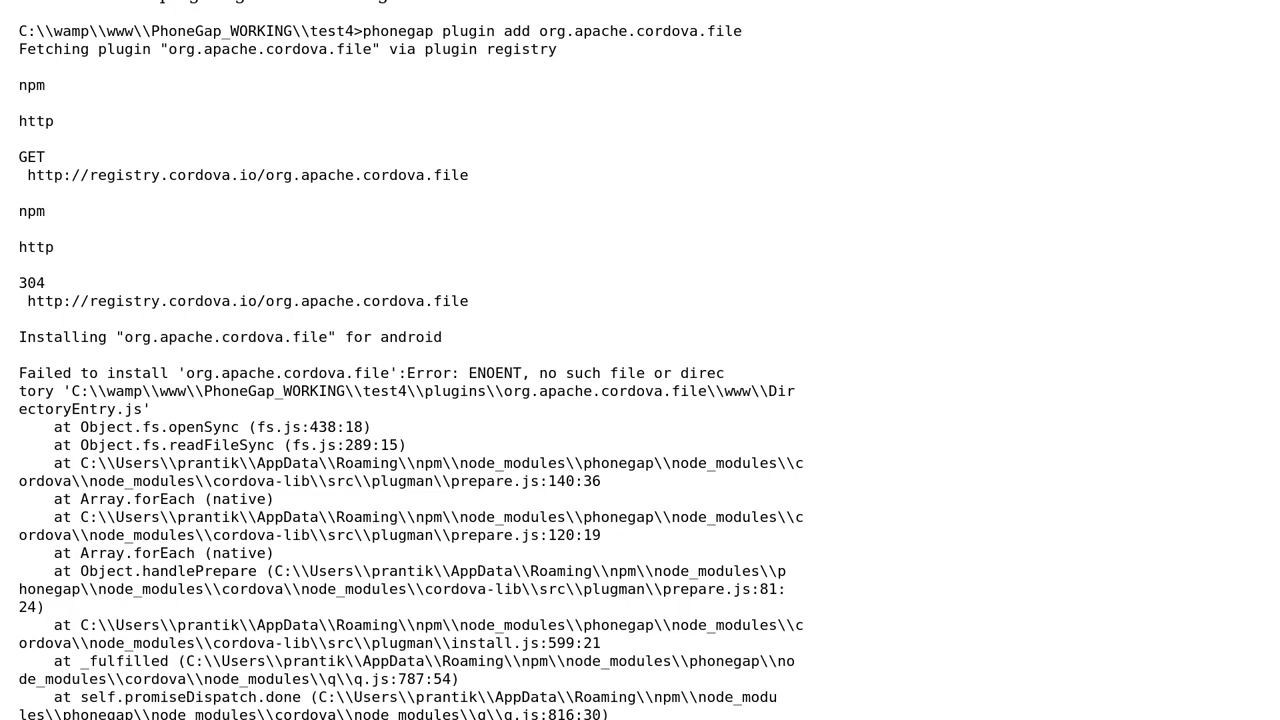 C:\\wamp\\www\\PhoneGap_WORKING\\test4>phonegap plugin add org.apache.cordova.file
Fetching plugin "org.apache.cordova.file" via plugin registry
npm
http
GET
http://registry.cordova.io/org.apache.cordova.file
npm
http
304
http://registry.cordova.io/org.apache.cordova.file
Installing "org.apache.cordova.file" for android
Failed to install 'org.apache.cordova.file':Error: ENOENT, no such file or direc
tory 'C:\\wamp\\www\\PhoneGap_WORKING\\test4\\plugins\\org.apache.cordova.file\\www\\Dir
ectoryEntry.js'
at Object.fs.openSync (fs.js:438:18)
at Object.fs.readFileSync (fs.js:289:15)
at C:\\Users\\prantik\\AppData\\Roaming\\npm\\node_modules\\phonegap\\node_modules\\c
ordova\\node_modules\\cordova-lib\\src\\plugman\\prepare.js:140:36
at Array.forEach (native)
at C:\\Users\\prantik\\AppData\\Roaming\\npm\\node_modules\\phonegap\\node_modules\\c
ordova\\node_modules\\cordova-lib\\src\\plugman\\prepare.js:120:19
at Array.forEach (native)
at Object.handlePrepare (C:\\Users\\prantik\\AppData\\Roaming\\npm\\node_modules\\p
honegap\\node_modules\\cordova\\node_modules\\cordova-lib\\src\\plugman\\prepare.js:81:
24)
at C:\\Users\\prantik\\AppData\\Roaming\\npm\\node_modules\\phonegap\\node_modules\\c
ordova\\node_modules\\cordova-lib\\src\\plugman\\install.js:599:21
at _fulfilled (C:\\Users\\prantik\\AppData\\Roaming\\npm\\node_modules\\phonegap\\no
de_modules\\cordova\\node_modules\\q\\q.js:787:54)
at self.promiseDispatch.done (C:\\Users\\prantik\\AppData\\Roaming\\npm\\node_modu
les\\phonegap\\node_modules\\cordova\\node_modules\\q\\q.js:816:30)